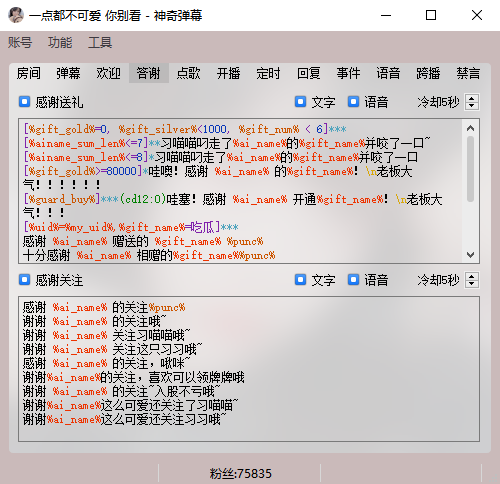 一点都不可爱 你别看 - 神奇弹幕
账号 功能 工具
房间 弹幕 欢迎 答谢 点歌 开播 定时 回复 事件 语音 跨播 禁言
感谢送礼 文字 语音 冷却5秒
[%gift_gold%=0, %gift_silver%<1000, %gift_num% < 6]***
[%ainame_sum_len%<=7]**习喵喵叼走了%ai_name%的%gift_name%并咬了一口~
[%ainame_sum_len%<=8]*习喵喵叼走了%ai_name%的%gift_name%并咬了一口
[%gift_gold%>=80000]*哇嗖！感谢 %ai_name% 的%gift_name%！\n老板大
气！！！！！！
[%guard_buy%]***(cd12:0)哇塞！感谢 %ai_name% 开通%gift_name%！\n老板大
气！！！
[%uid%=%my_uid%,%gift_name%=吃瓜]***
感谢 %ai_name% 赠送的 %gift_name% %punc%
十分感谢 %ai_name% 相赠的%gift_name%%punc%
感谢关注 文字 语音 冷却5秒
感谢 %ai_name% 的关注%punc%
谢谢 %ai_name% 的关注哦~
谢谢 %ai_name% 关注习喵喵哦~
谢谢 %ai_name% 关注这只习习哦~
感谢 %ai_name% 的关注，啾咪~
谢谢%ai_name%的关注，喜欢可以领牌牌哦
谢谢 %ai_name% 的关注~入股不亏哦~
谢谢%ai_name%这么可爱还关注了习喵喵~
谢谢%ai_name%这么可爱还关注了习习哦~
粉丝:75835